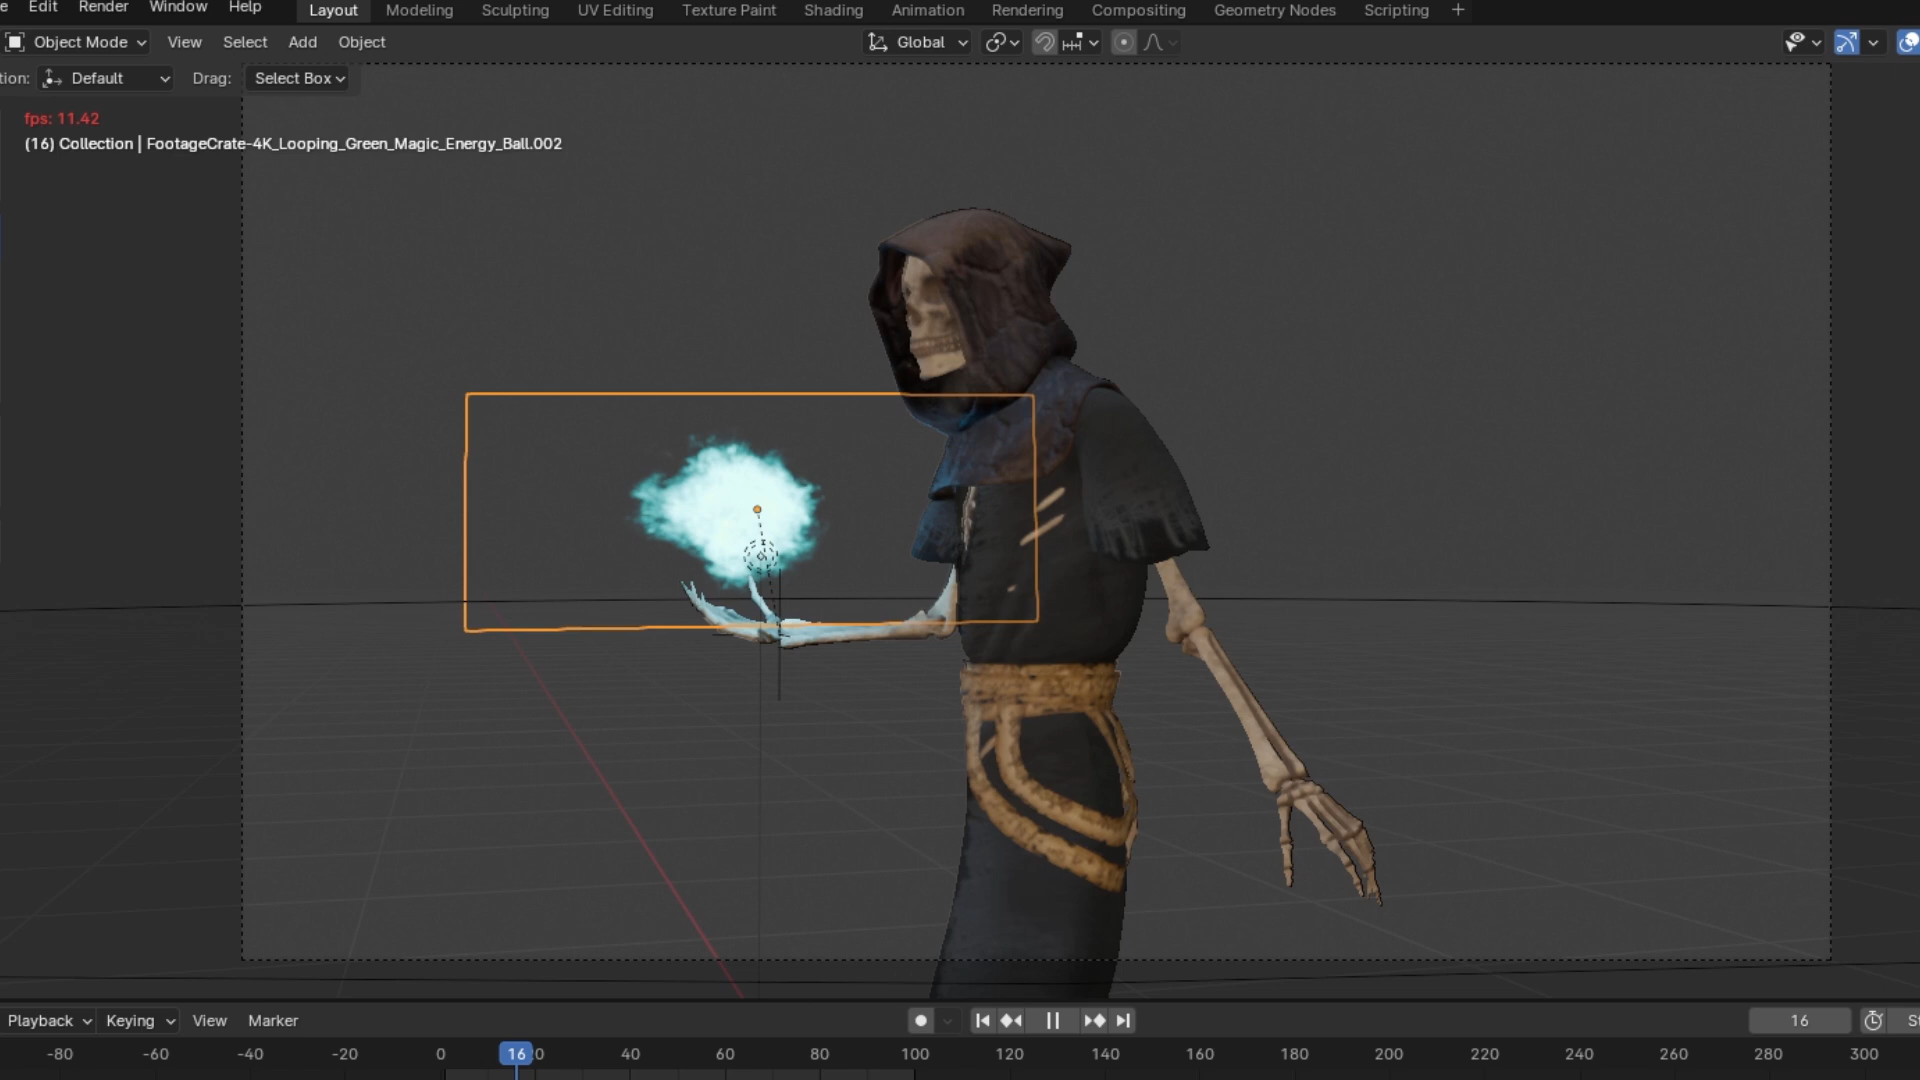 e Edit Render Window Help Layout Modeling Sculpting UV Editing Texture Paint Shading Animation Rendering Compositing Geometry Nodes Scripting +
Object Mode View Select Add Object Global
tion: Default Drag: Select Box
fps: 11.42
(16) Collection | FootageCrate-4K_Looping_Green_Magic_Energy_Ball.002
Playback Keying View Marker 16 St
-80 -60 -40 -20 0 16 20 40 60 80 100 120 140 160 180 200 220 240 260 280 300